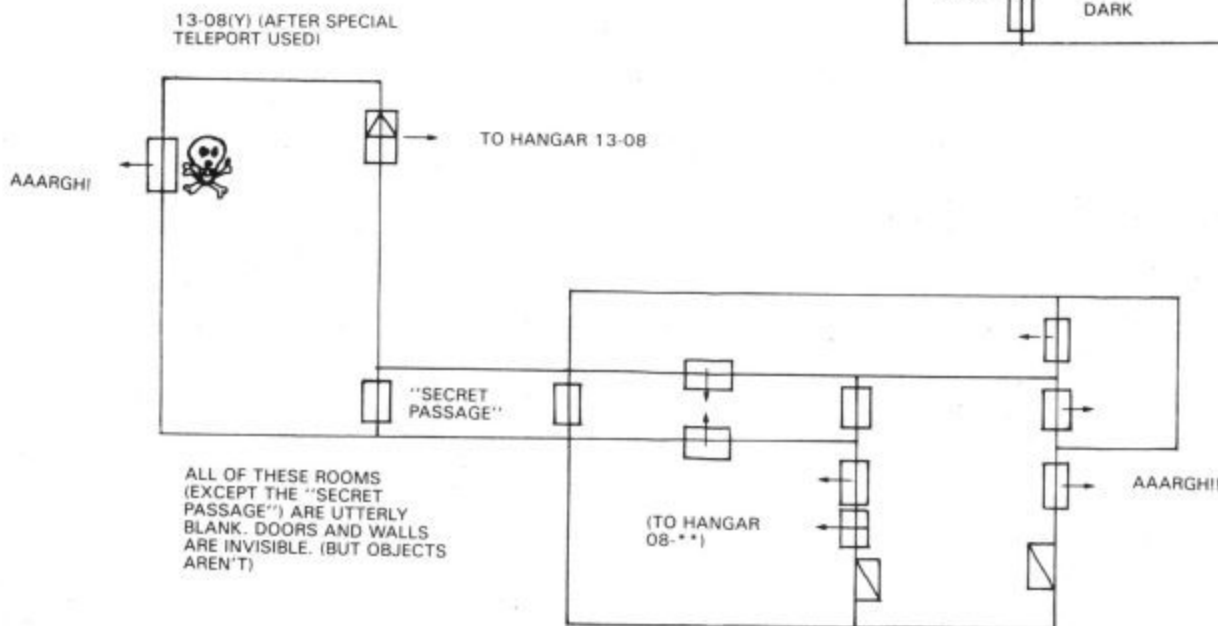 DARK
13-08(Y) (AFTER SPECIAL
TELEPORT USED)
TO HANGAR 13-08
AAARGH!
"SECRET
PASSAGE"
ALL OF THESE ROOMS
(EXCEPT THE "SECRET
PASSAGE") ARE UTTERLY
BLANK. DOORS AND WALLS
ARE INVISIBLE. (BUT OBJECTS
AREN'T)
(TO HANGAR
08-**)
AAARGH!!